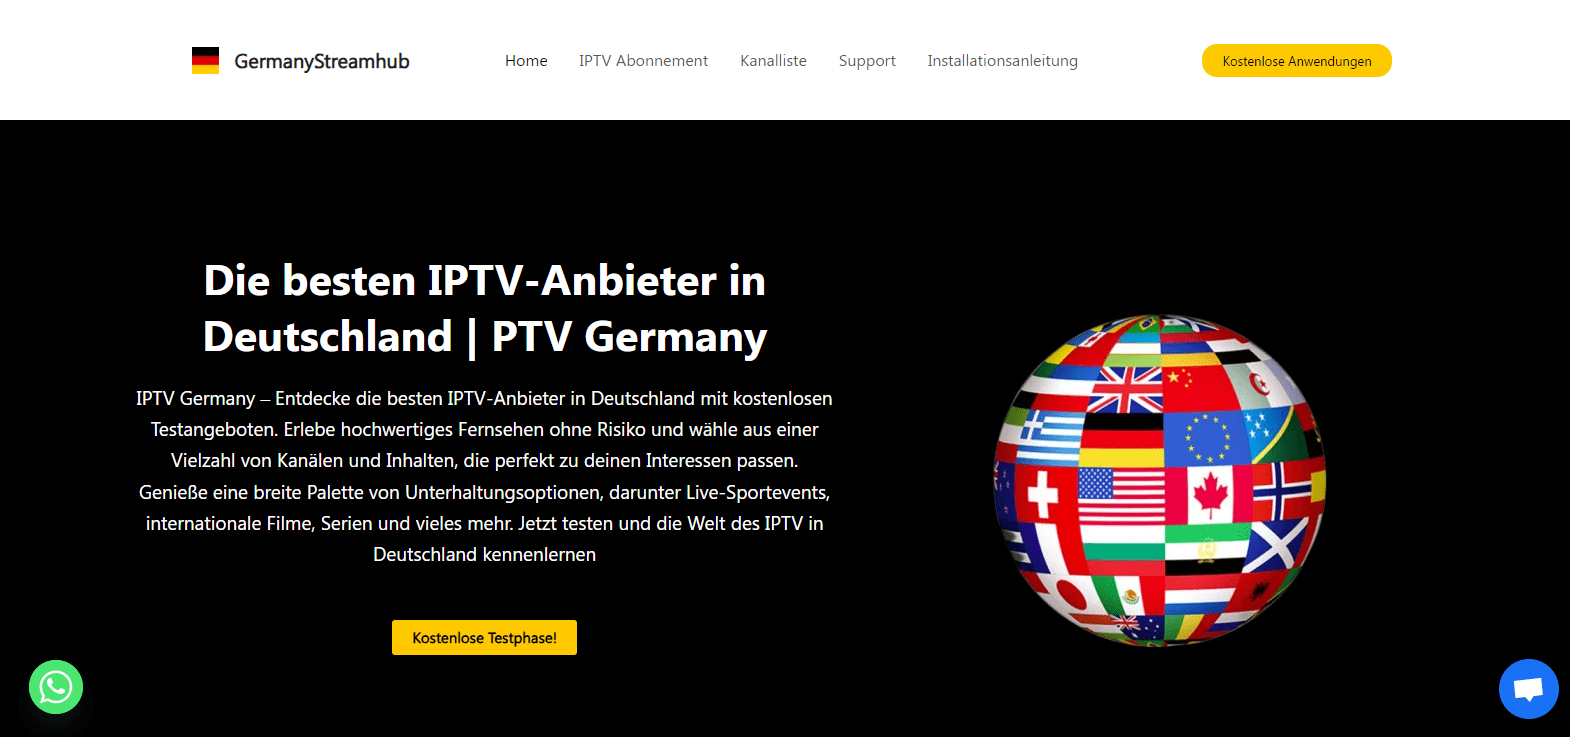 GermanyStreamhub
Home
IPTV Abonnement
Kanalliste
Support
Installationsanleitung
Kostenlose Anwendungen
Die besten IPTV-Anbieter in
Deutschland | PTV Germany
IPTV Germany – Entdecke die besten IPTV-Anbieter in Deutschland mit kostenlosen
Testangeboten. Erlebe hochwertiges Fernsehen ohne Risiko und wähle aus einer
Vielzahl von Kanälen und Inhalten, die perfekt zu deinen Interessen passen.
Genieße eine breite Palette von Unterhaltungsoptionen, darunter Live-Sportevents,
internationale Filme, Serien und vieles mehr. Jetzt testen und die Welt des IPTV in
Deutschland kennenlernen
Kostenlose Testphase!